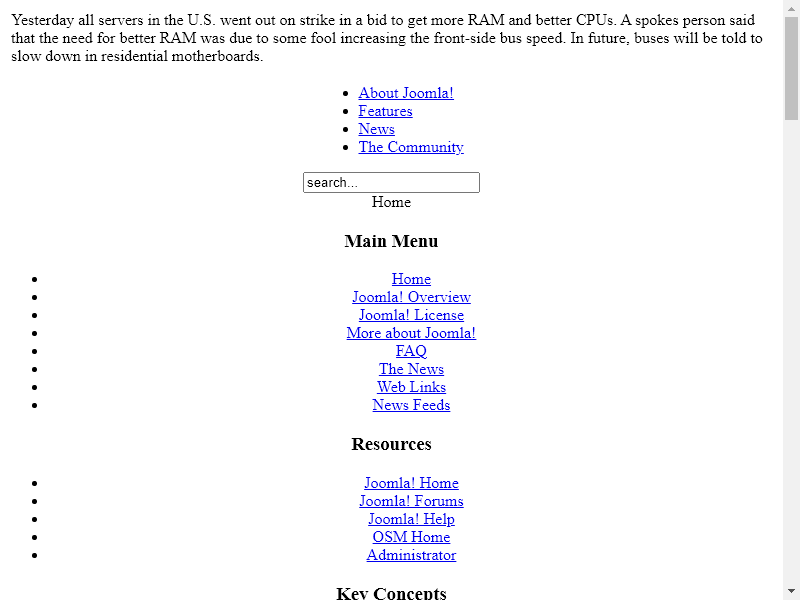 Yesterday all servers in the U.S. went out on strike in a bid to get more RAM and better CPUs. A spokes person said
that the need for better RAM was due to some fool increasing the front-side bus speed. In future, buses will be told to
slow down in residential motherboards.
About Joomla!
Features
News
The Community
search...
Home
Main Menu
Home
Joomla! Overview
Joomla! License
More about Joomla!
FAQ
The News
Web Links
News Feeds
Resources
Joomla! Home
Joomla! Forums
Joomla! Help
OSM Home
Administrator
Key Concepts